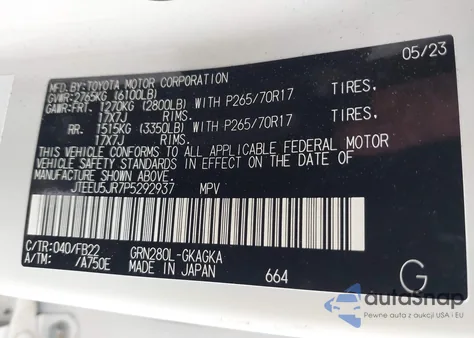 05/23
MFD.BY:TOYOTA MOTOR CORPORATION
GVWR:2765KG (6100LB)
GAWR: FRT. 1270KG (2800LB) WITH P265/70R17 TIRES.
17X7J RIMS.
RR. 1515KG (3350LB) WITH P265/70R17 TIRES.
17X7J RIMS.
THIS VEHICLE CONFORMS TO ALL APPLICABLE FEDERAL MOTOR
VEHICLE SAFETY STANDARDS IN EFFECT ON THE DATE OF
MANUFACTURE SHOWN ABOVE.
JTEEU5JR7P5292937 MPV
C/TR:040/FB22 GRN280L-GKAGKA
A/TM: /A750E MADE IN JAPAN 664
G
autoSnap
Pewne auta z aukcji USA i EU